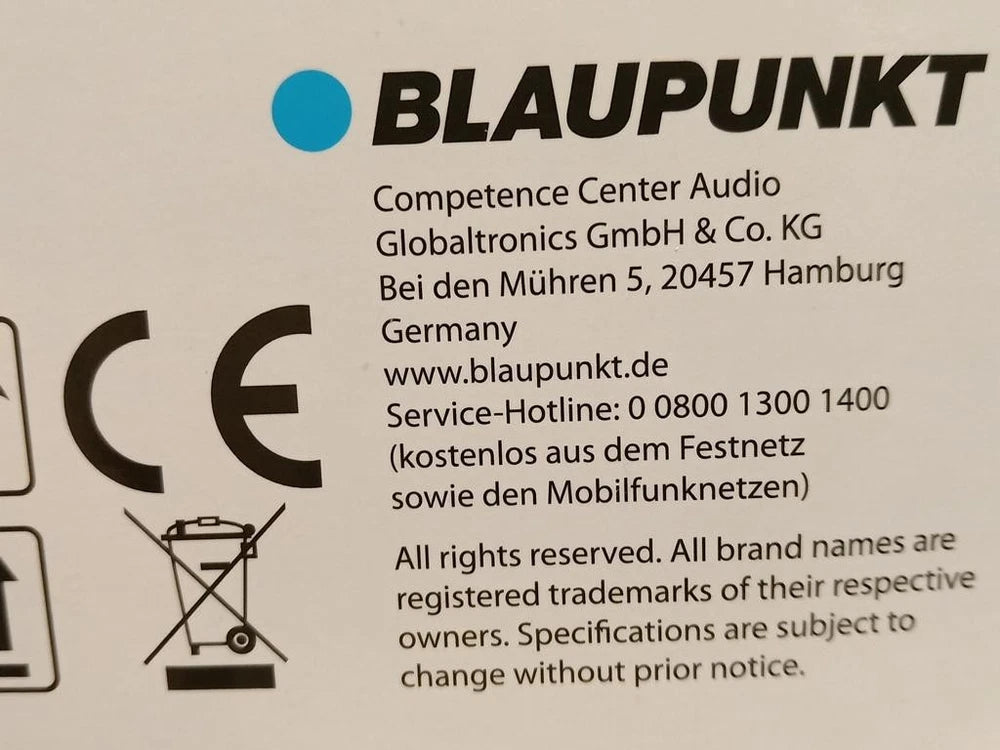 BLAUPUNKT
Competence Center Audio
Globaltronics GmbH & Co. KG
Bei den Mühren 5, 20457 Hamburg
Germany
www.blaupunkt.de
Service-Hotline: 0 0800 1300 1400
(kostenlos aus dem Festnetz
sowie den Mobilfunknetzen)
CE
All rights reserved. All brand names are
registered trademarks of their respective
owners. Specifications are subject to
change without prior notice.